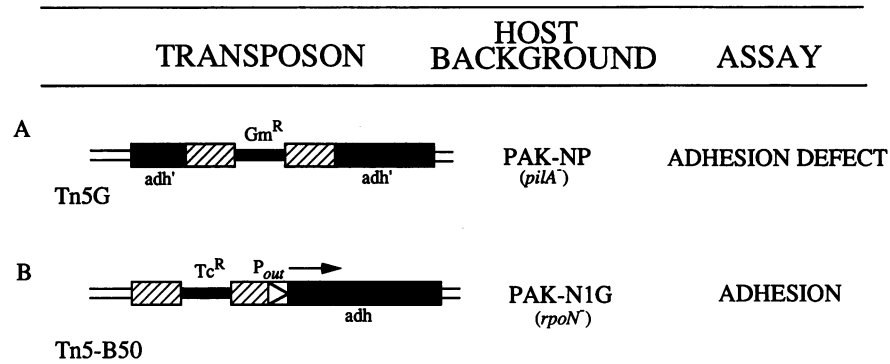 TRANSPOSON
HOST BACKGROUND
ASSAY
A
Gm^R
adh'
adh'
Tn5G
PAK-NP
(pilA⁻)
ADHESION DEFECT
B
Tc^R
P_out
adh
Tn5-B50
PAK-N1G
(rpoN⁻)
ADHESION